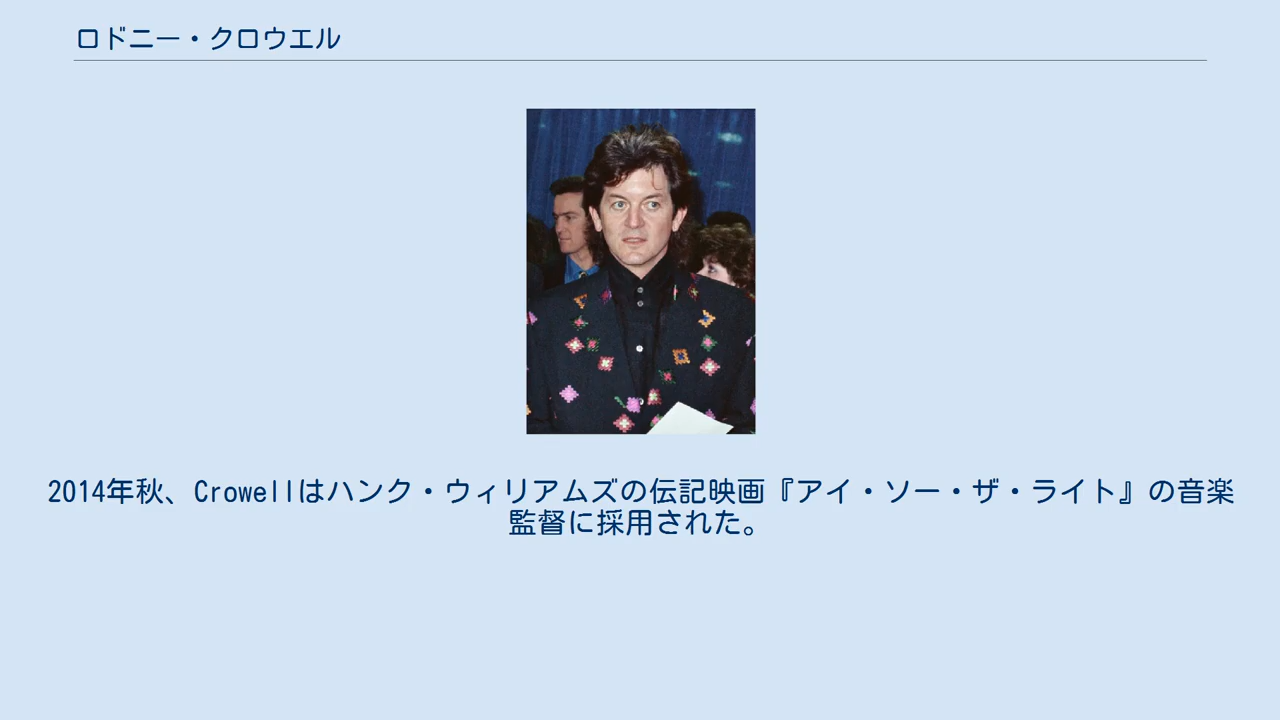 ロドニー・クロウエル
2014年秋、Crowellはハンク・ウィリアムズの伝記映画『アイ・ソー・ザ・ライト』の音楽
監督に採用された。